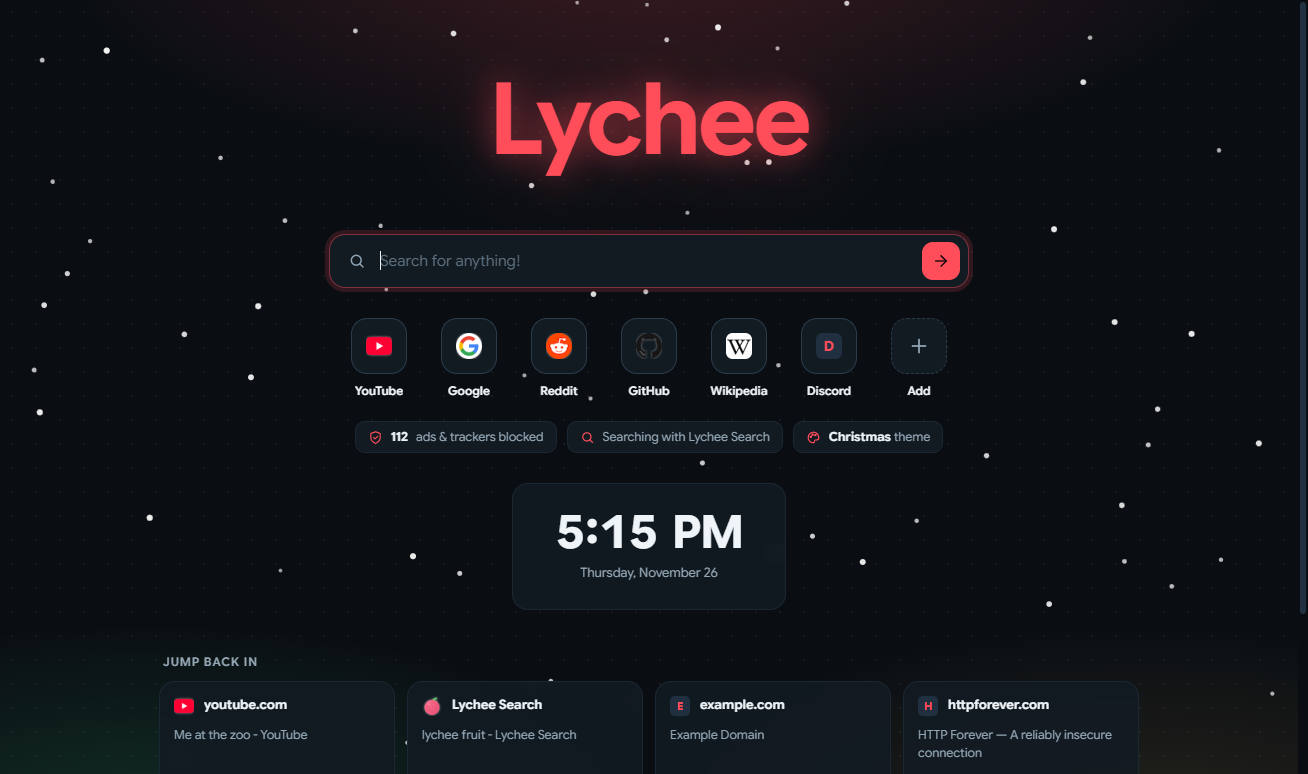 Lychee
Search for anything!
YouTube
Google
Reddit
GitHub
W
Wikipedia
D
Discord
Add
112 ads & trackers blocked
Searching with Lychee Search
Christmas theme
5:15 PM
Thursday, November 26
JUMP BACK IN
youtube.com
Me at the zoo - YouTube
Lychee Search
lychee fruit - Lychee Search
E example.com
Example Domain
H httpforever.com
HTTP Forever — A reliably insecure
connection